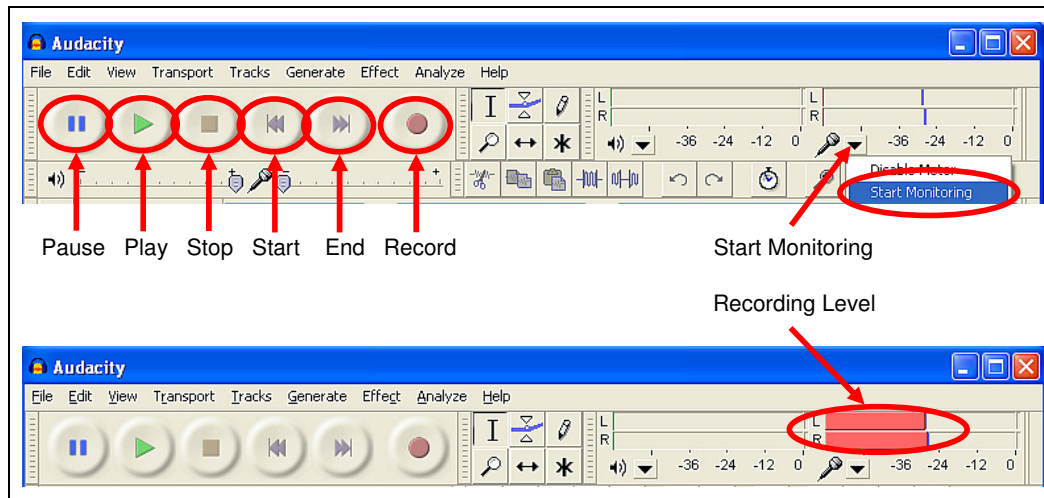 Audacity
File Edit View Transport Tracks Generate Effect Analyze Help
L L
R R
-36 -24 -12 0 -36 -24 -12 0
- + - + Disable Meter
Start Monitoring
Pause Play Stop Start End Record Start Monitoring
Recording Level
Audacity
File Edit View Transport Tracks Generate Effect Analyze Help
L L
R R
-36 -24 -12 0 -36 -24 -12 0